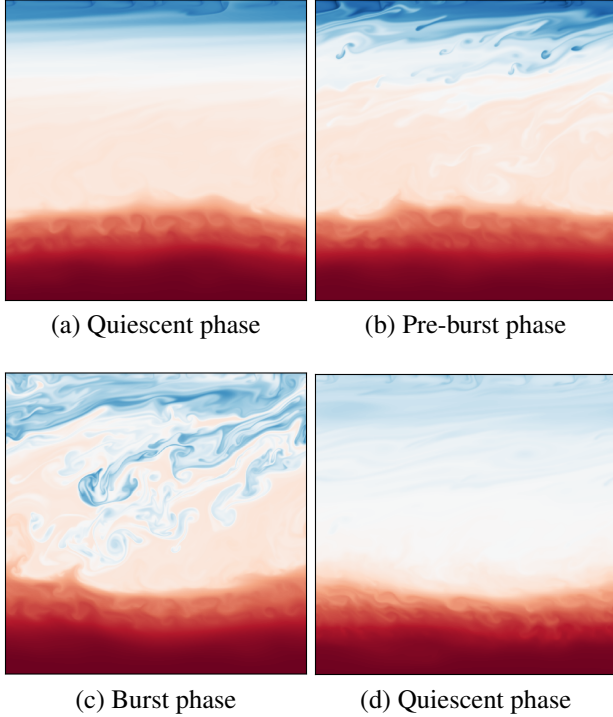 (a) Quiescent phase
(b) Pre-burst phase
(c) Burst phase
(d) Quiescent phase